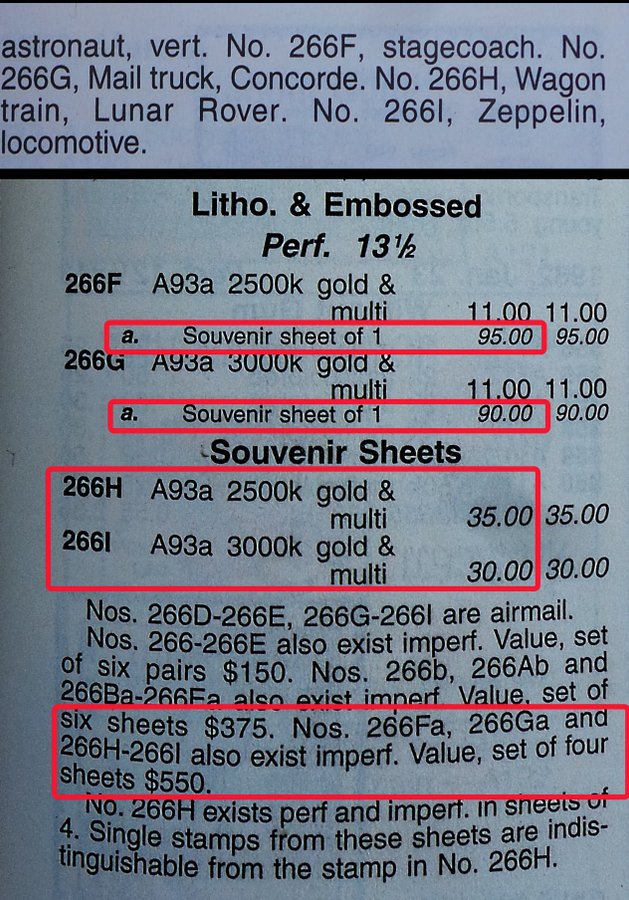 astronaut, vert. No. 266F, stagecoach. No.
266G, Mail truck, Concorde. No. 266H, Wagon
train, Lunar Rover. No. 266I, Zeppelin,
locomotive.
Litho. & Embossed
Perf. 13½
266F A93a 2500k gold &
multi 11.00 11.00
a. Souvenir sheet of 1 95.00 95.00
266G A93a 3000k gold &
multi 11.00 11.00
a. Souvenir sheet of 1 90.00 90.00
Souvenir Sheets
266H A93a 2500k gold &
multi 35.00 35.00
266I A93a 3000k gold &
multi 30.00 30.00
Nos. 266D-266E, 266G-266I are airmail.
Nos. 266-266E also exist imperf. Value, set
of six pairs $150. Nos. 266b, 266Ab and
266Ba-266Ea also exist imperf. Value, set of
six sheets $375. Nos. 266Fa, 266Ga and
266H-266I also exist imperf. Value, set of four
sheets $550.
No. 266H exists perf and imperf. in sheets of
4. Single stamps from these sheets are indis-
tinguishable from the stamp in No. 266H.